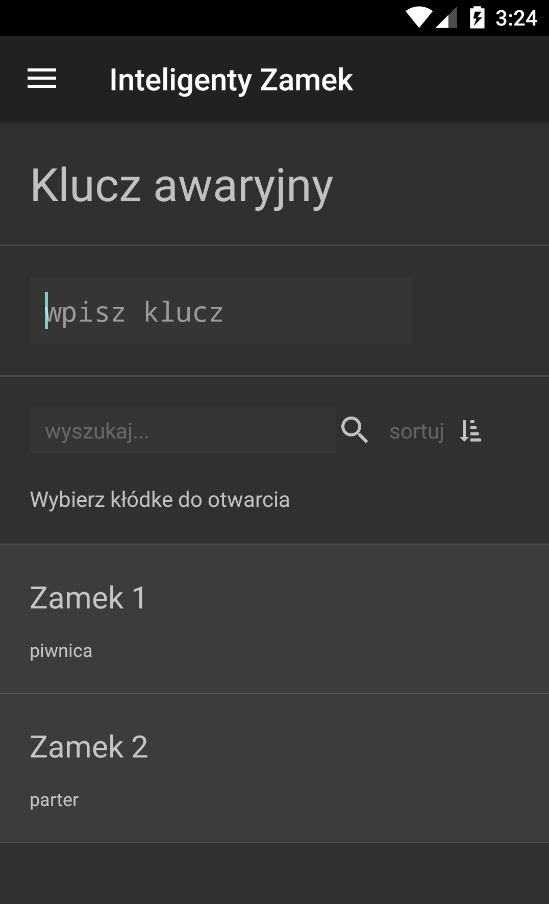 3:24
Inteligenty Zamek
Klucz awaryjny
wpisz klucz
wyszukaj... sortuj
Wybierz kłódke do otwarcia
Zamek 1
piwnica
Zamek 2
parter